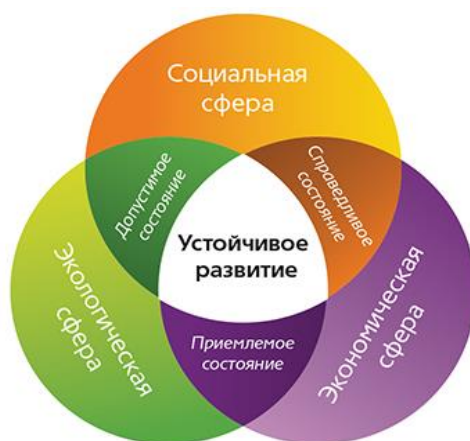 Социальная
сфера
Допустимое
состояние
Справедливое
состояние
Устойчивое
развитие
Экологическая
сфера
Приемлемое
состояние
Экономическая
сфера